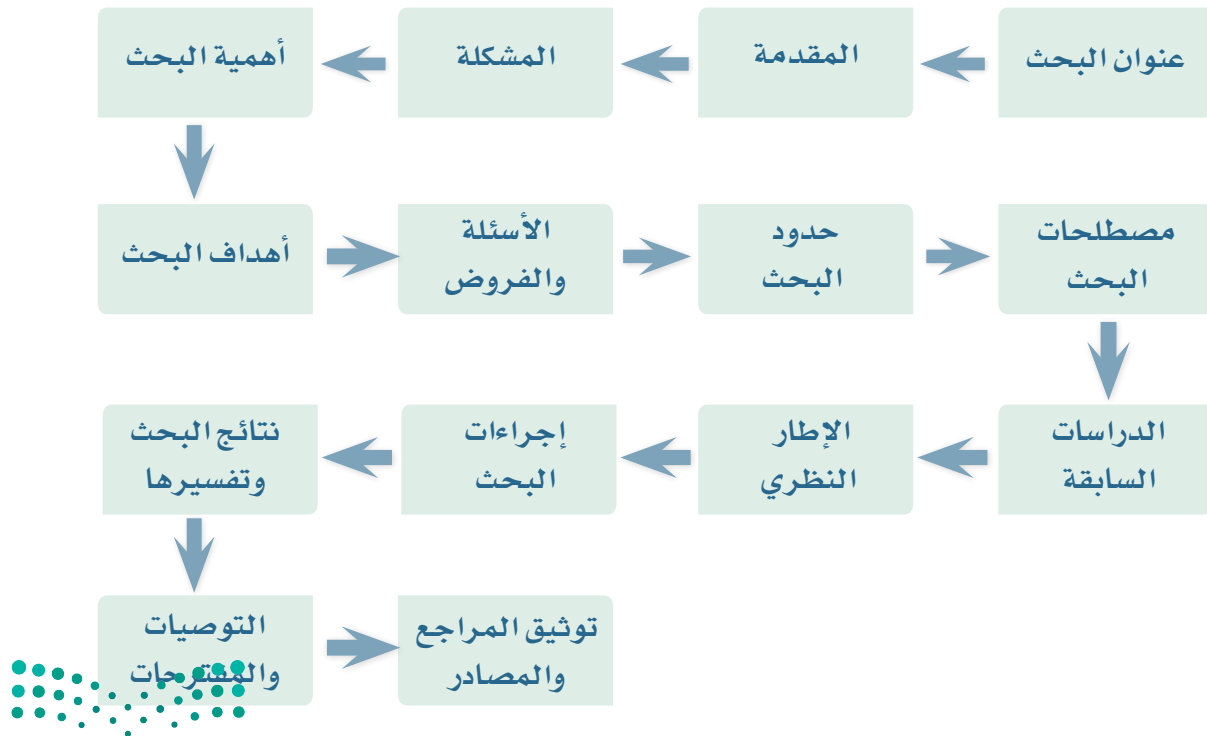 عنوان البحث
المقدمة
المشكلة
أهمية البحث
أهداف البحث
الأسئلة
والفروض
حدود
البحث
مصطلحات
البحث
الدراسات
السابقة
الإطار
النظري
إجراءات
البحث
نتائج البحث
وتفسيرها
التوصيات
والمقترحات
توثيق المراجع
والمصادر